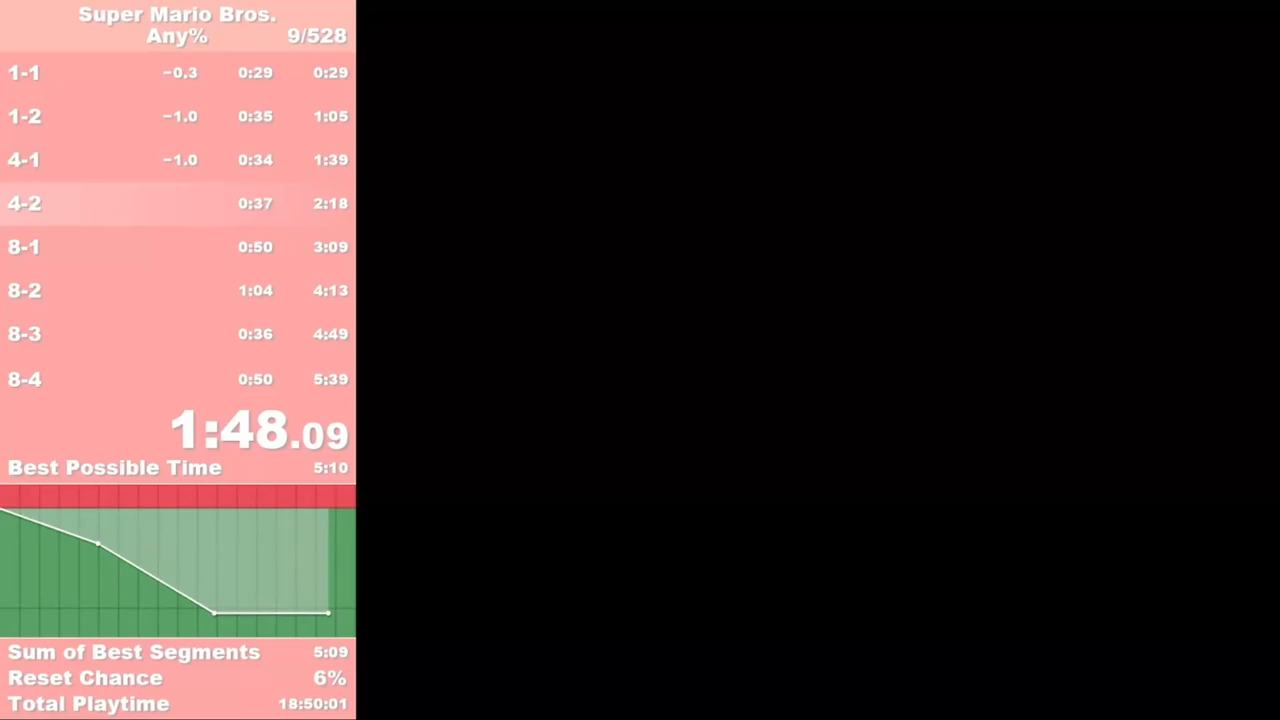 Super Mario Bros.
Any% 9/528
1-1 −0.3 0:29 0:29
1-2 −1.0 0:35 1:05
4-1 −1.0 0:34 1:39
4-2 0:37 2:18
8-1 0:50 3:09
8-2 1:04 4:13
8-3 0:36 4:49
8-4 0:50 5:39
1:48.09
Best Possible Time 5:10
Sum of Best Segments 5:09
Reset Chance 6%
Total Playtime 18:50:01